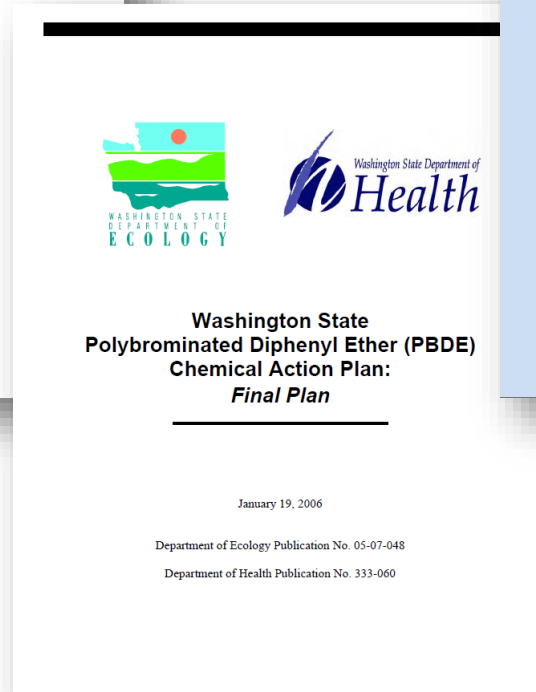 WASHINGTON STATE
DEPARTMENT OF
ECOLOGY
Washington State Department of
Health
Washington State
Polybrominated Diphenyl Ether (PBDE)
Chemical Action Plan:
Final Plan
January 19, 2006
Department of Ecology Publication No. 05-07-048
Department of Health Publication No. 333-060